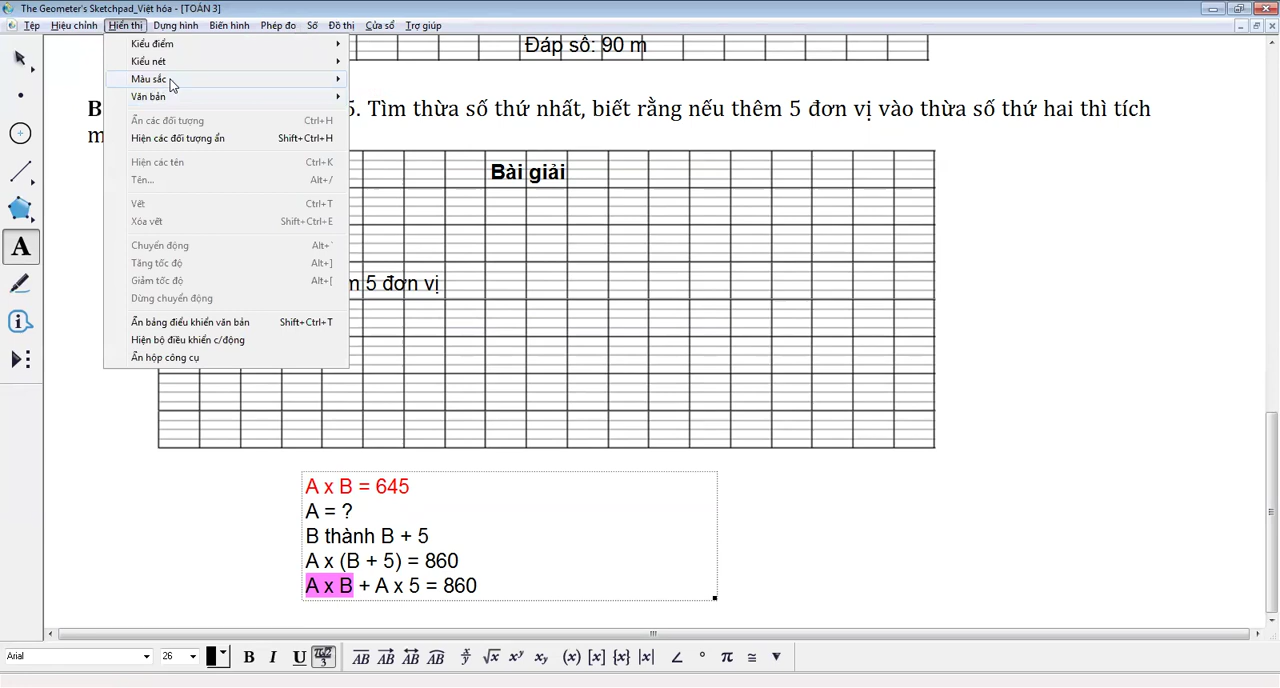 The Geometer's Sketchpad_Việt hóa - [TOÁN 3]
Tệp Hiệu chỉnh Hiển thị Dựng hình Biến hình Phép đo Số Đồ thị Cửa sổ Trợ giúp
Kiểu điểm
Kiểu nét
Màu sắc
Văn bản
Ẩn các đối tượng Ctrl+H
Hiện các đối tượng ẩn Shift+Ctrl+H
Hiện các tên Ctrl+K
Tên... Alt+/
Vết Ctrl+T
Xóa vết Shift+Ctrl+E
Chuyển động Alt+`
Tăng tốc độ Alt+]
Giảm tốc độ Alt+[
Dừng chuyển động
Ẩn bảng điều khiển văn bản Shift+Ctrl+T
Hiện bộ điều khiển c/động
Ẩn hộp công cụ
Đáp số: 90 m
B 5. Tìm thừa số thứ nhất, biết rằng nếu thêm 5 đơn vị vào thừa số thứ hai thì tích
m
Bài giải
m 5 đơn vị
A x B = 645
A = ?
B thành B + 5
A x (B + 5) = 860
A x B + A x 5 = 860
A
Arial 26 B I U AB AB AB AB x/y √x x^y x_y (x) [x] {x} |x| ∠ ° π ≅